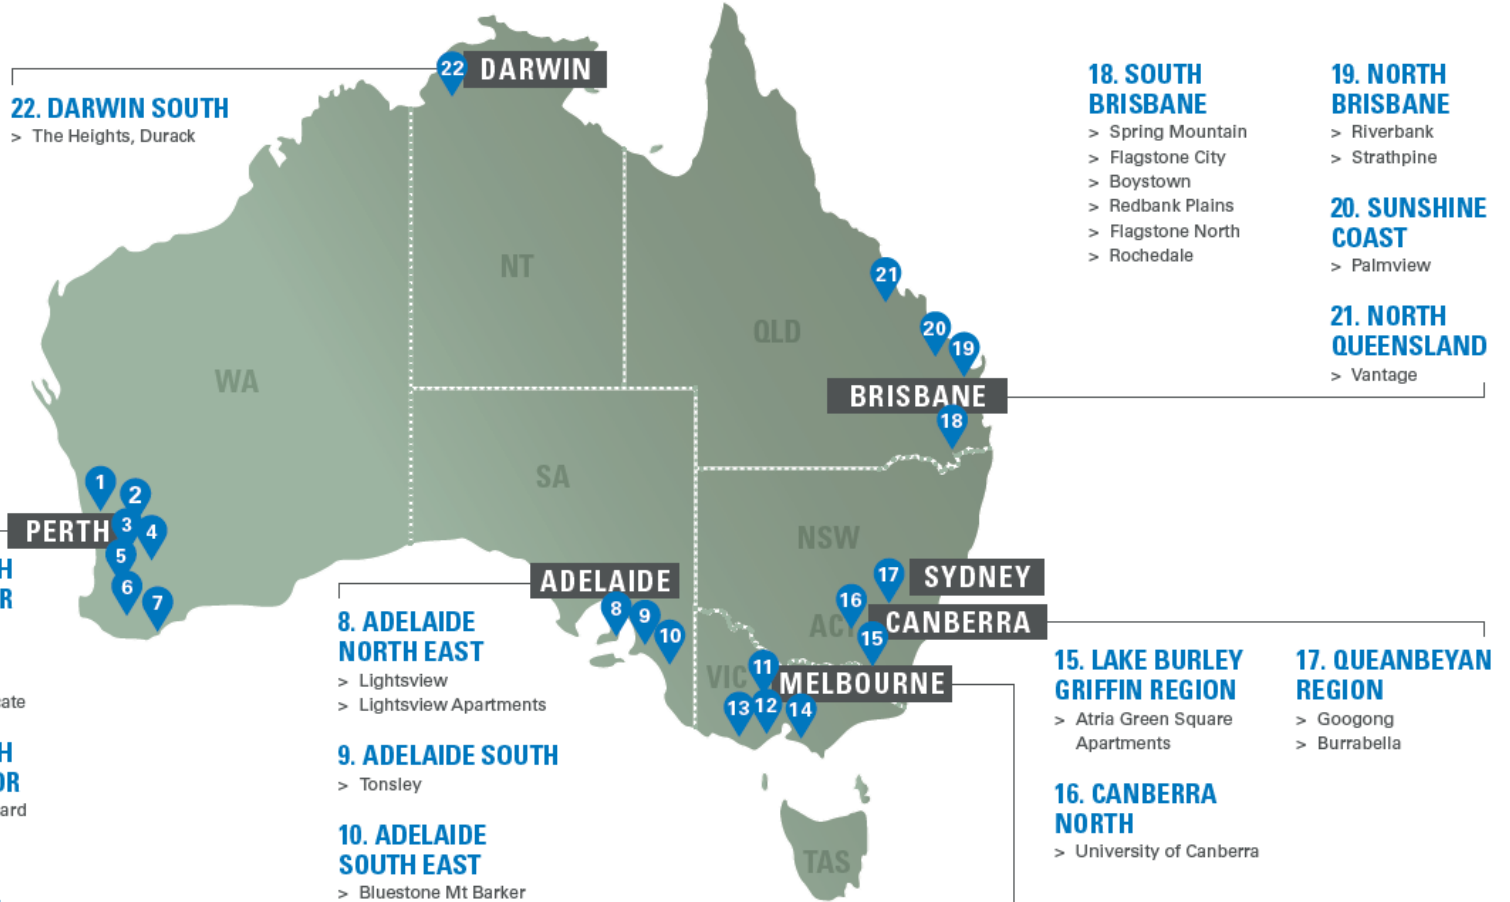 22
DARWIN
22. DARWIN SOUTH
> The Heights, Durack
18. SOUTH
BRISBANE
> Spring Mountain
> Flagstone City
> Boystown
> Redbank Plains
> Flagstone North
> Rochedale
19. NORTH
BRISBANE
> Riverbank
> Strathpine
20. SUNSHINE
COAST
> Palmview
21. NORTH
QUEENSLAND
> Vantage
NT
QLD
WA
SA
NSW
ACT
VIC
TAS
21
20
19
BRISBANE
18
1
2
PERTH
3
4
5
6
7
H
R
cate
H
OR
ard
ADELAIDE
8
9
10
8. ADELAIDE
NORTH EAST
> Lightsview
> Lightsview Apartments
9. ADELAIDE SOUTH
> Tonsley
10. ADELAIDE
SOUTH EAST
> Bluestone Mt Barker
17
SYDNEY
16
CANBERRA
15
11
MELBOURNE
13
12
14
15. LAKE BURLEY
GRIFFIN REGION
> Atria Green Square
Apartments
16. CANBERRA
NORTH
> University of Canberra
17. QUEANBEYAN
REGION
> Googong
> Burrabella